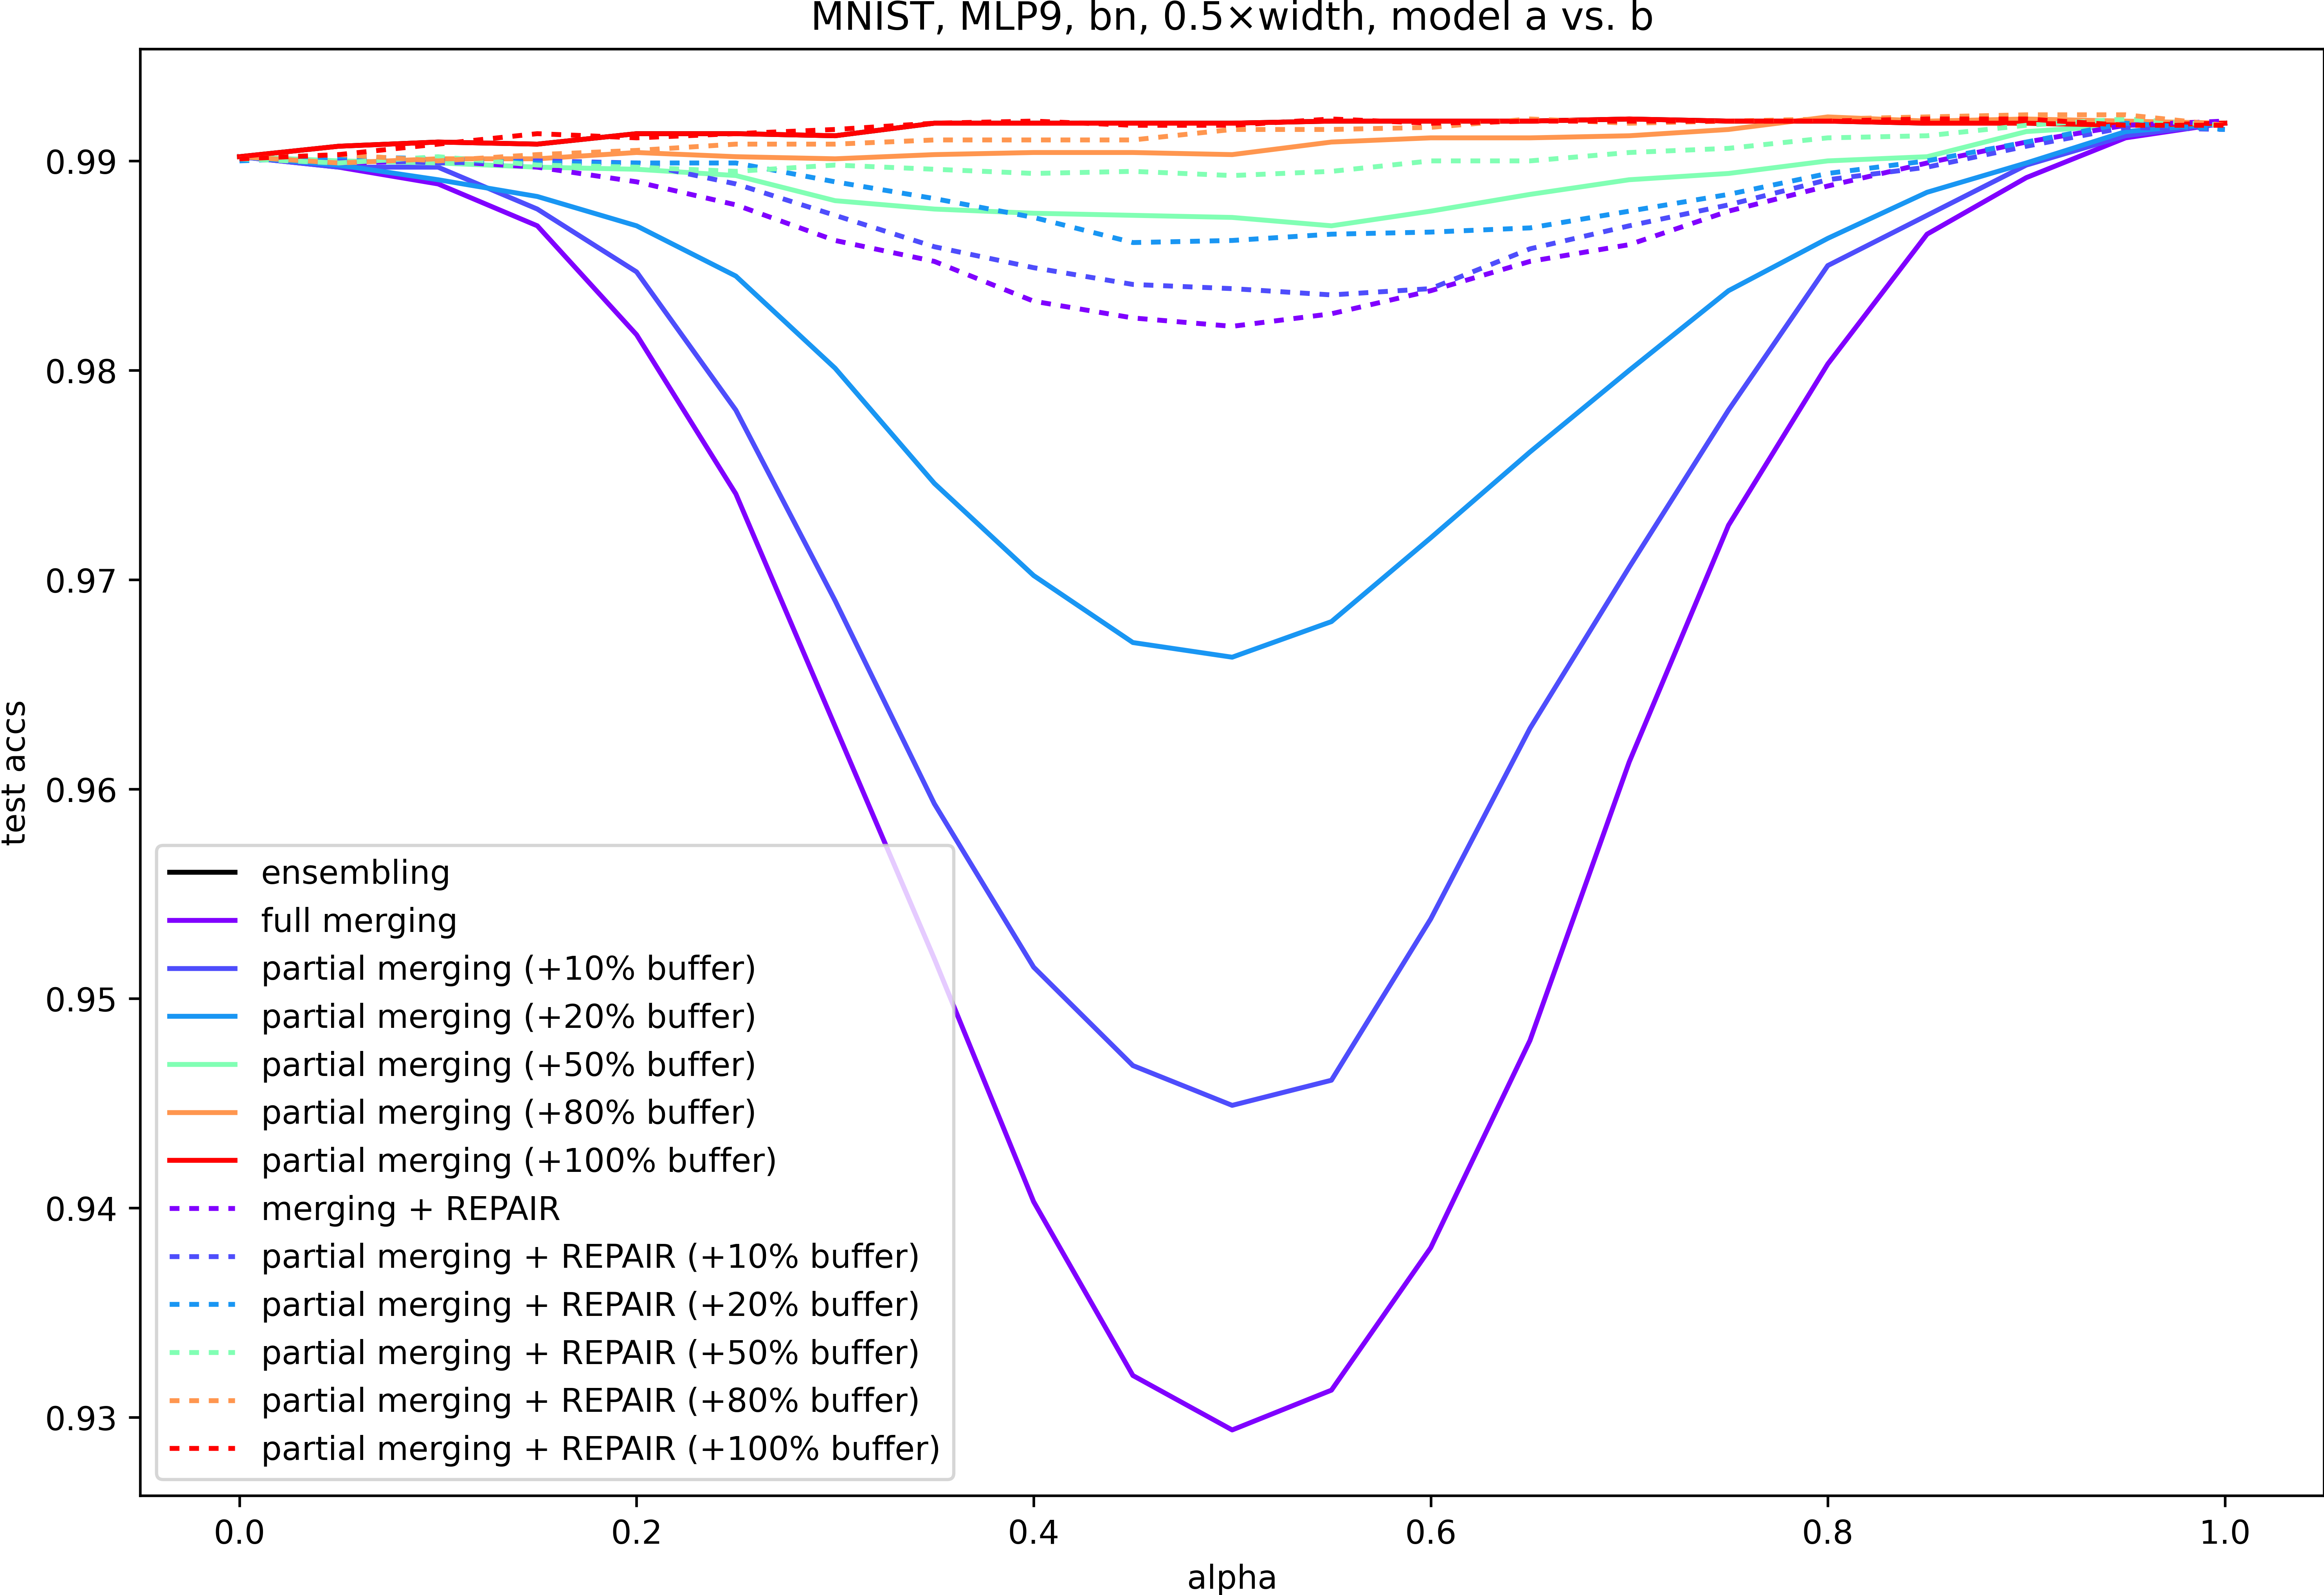 MNIST, MLP9, bn, 0.5×width, model a vs. b
test accs
0.99
0.98
0.97
0.96
0.95
0.94
0.93
ensembling
full merging
partial merging (+10% buffer)
partial merging (+20% buffer)
partial merging (+50% buffer)
partial merging (+80% buffer)
partial merging (+100% buffer)
merging + REPAIR
partial merging + REPAIR (+10% buffer)
partial merging + REPAIR (+20% buffer)
partial merging + REPAIR (+50% buffer)
partial merging + REPAIR (+80% buffer)
partial merging + REPAIR (+100% buffer)
0.0 0.2 0.4 0.6 0.8 1.0
alpha